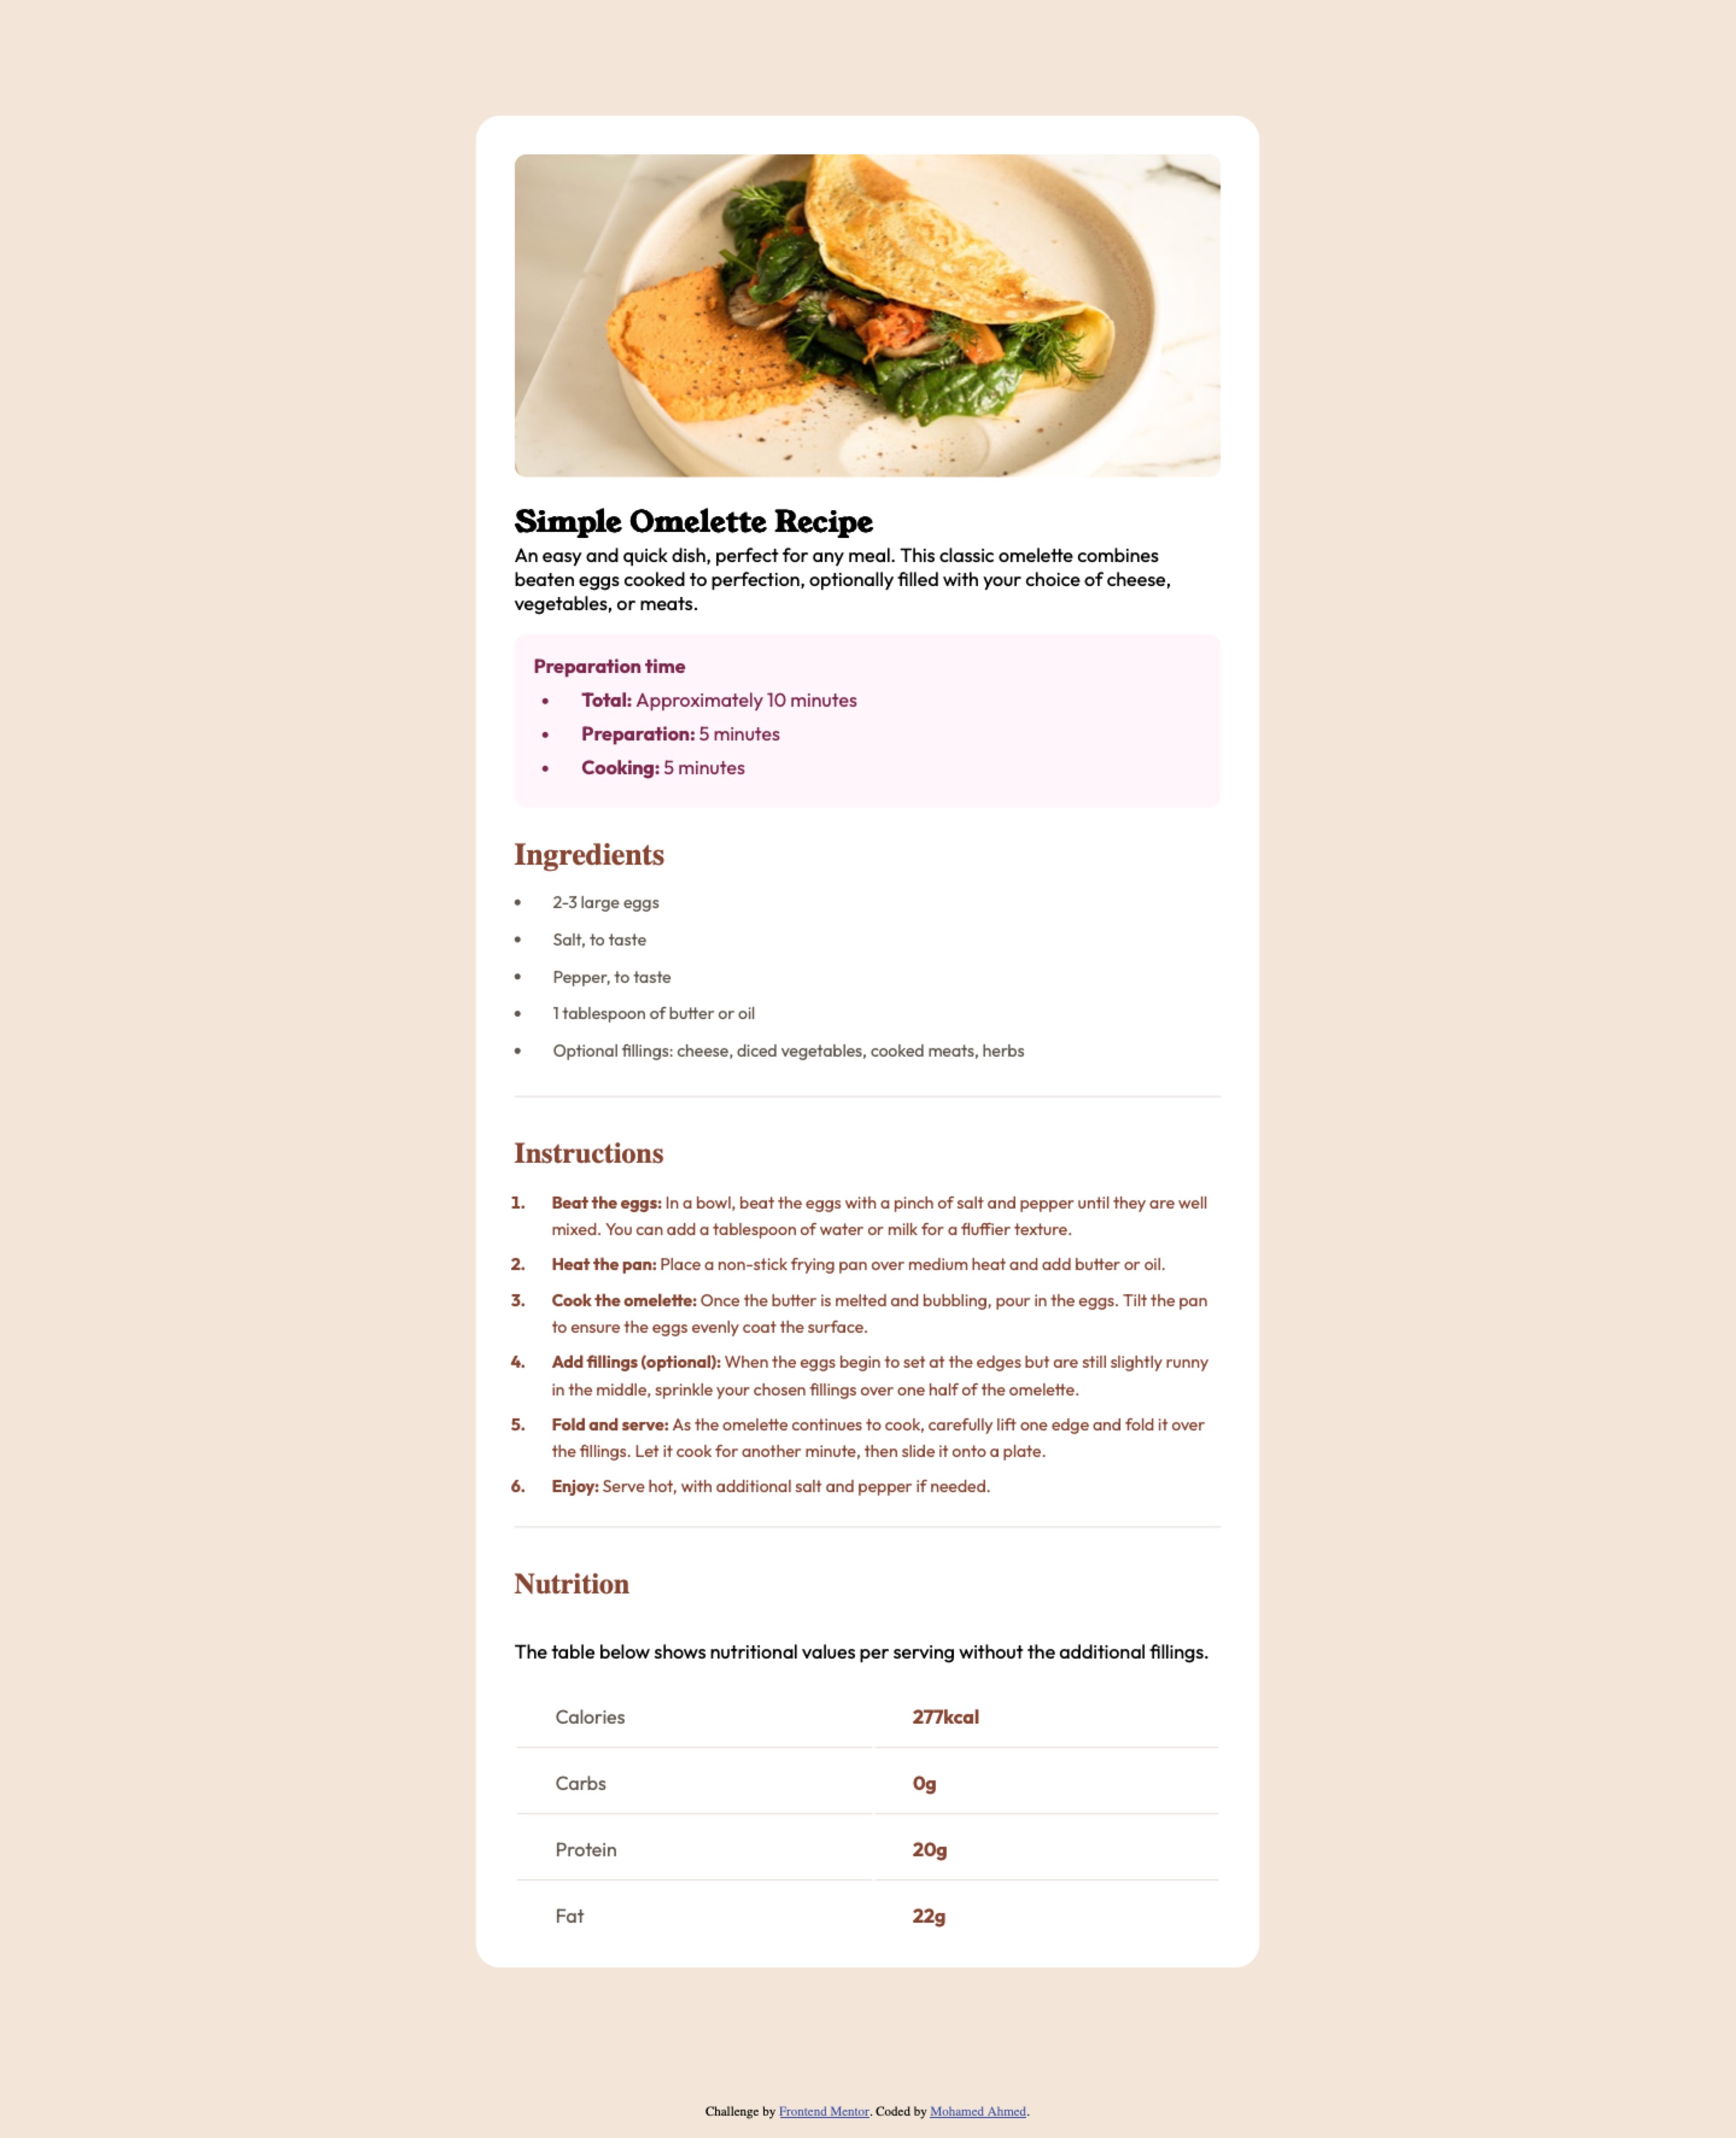 Simple Omelette Recipe
An easy and quick dish, perfect for any meal. This classic omelette combines
beaten eggs cooked to perfection, optionally filled with your choice of cheese,
vegetables, or meats.
Preparation time
• Total: Approximately 10 minutes
• Preparation: 5 minutes
• Cooking: 5 minutes
Ingredients
• 2-3 large eggs
• Salt, to taste
• Pepper, to taste
• 1 tablespoon of butter or oil
• Optional fillings: cheese, diced vegetables, cooked meats, herbs
Instructions
1. Beat the eggs: In a bowl, beat the eggs with a pinch of salt and pepper until they are well
mixed. You can add a tablespoon of water or milk for a fluffier texture.
2. Heat the pan: Place a non-stick frying pan over medium heat and add butter or oil.
3. Cook the omelette: Once the butter is melted and bubbling, pour in the eggs. Tilt the pan
to ensure the eggs evenly coat the surface.
4. Add fillings (optional): When the eggs begin to set at the edges but are still slightly runny
in the middle, sprinkle your chosen fillings over one half of the omelette.
5. Fold and serve: As the omelette continues to cook, carefully lift one edge and fold it over
the fillings. Let it cook for another minute, then slide it onto a plate.
6. Enjoy: Serve hot, with additional salt and pepper if needed.
Nutrition
The table below shows nutritional values per serving without the additional fillings.
Calories 277kcal
Carbs 0g
Protein 20g
Fat 22g
Challenge by Frontend Mentor. Coded by Mohamed Ahmed.